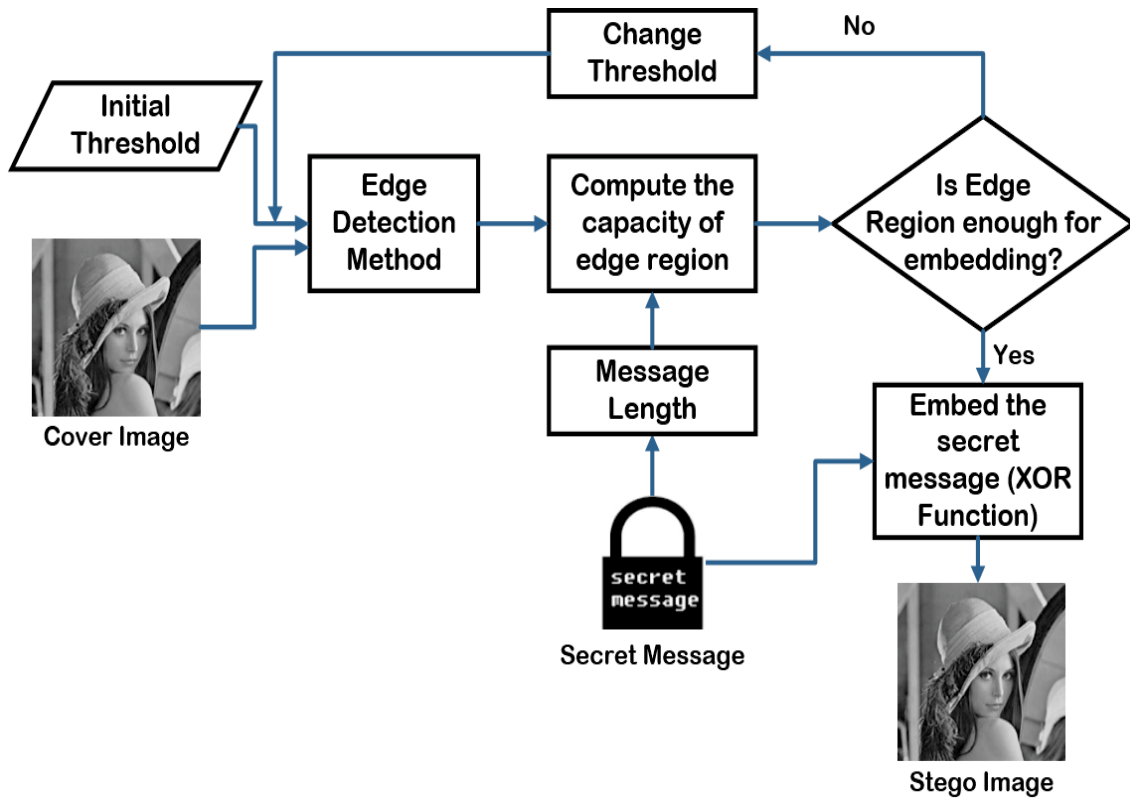 Change
Threshold
No
Initial
Threshold
Edge
Detection
Method
Compute the
capacity of
edge region
Is Edge
Region enough for
embedding?
Yes
Cover Image
Message
Length
Embed the
secret
message (XOR
Function)
secret
message
Secret Message
Stego Image